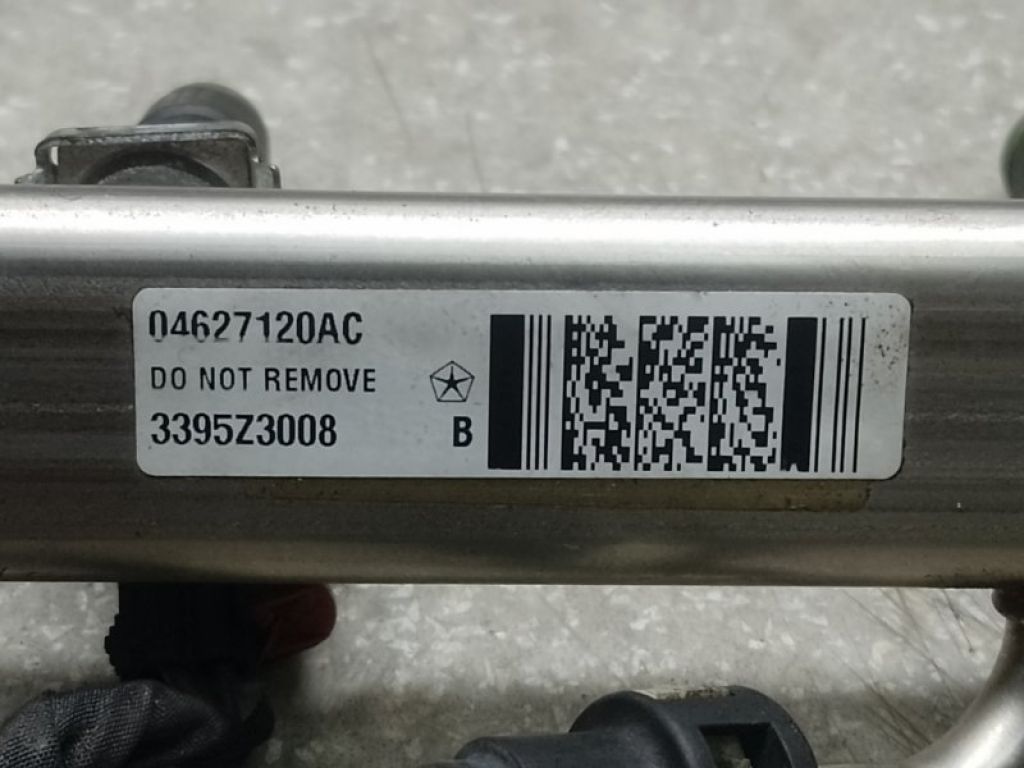 04627120AC
DO NOT REMOVE
3395Z3008 B